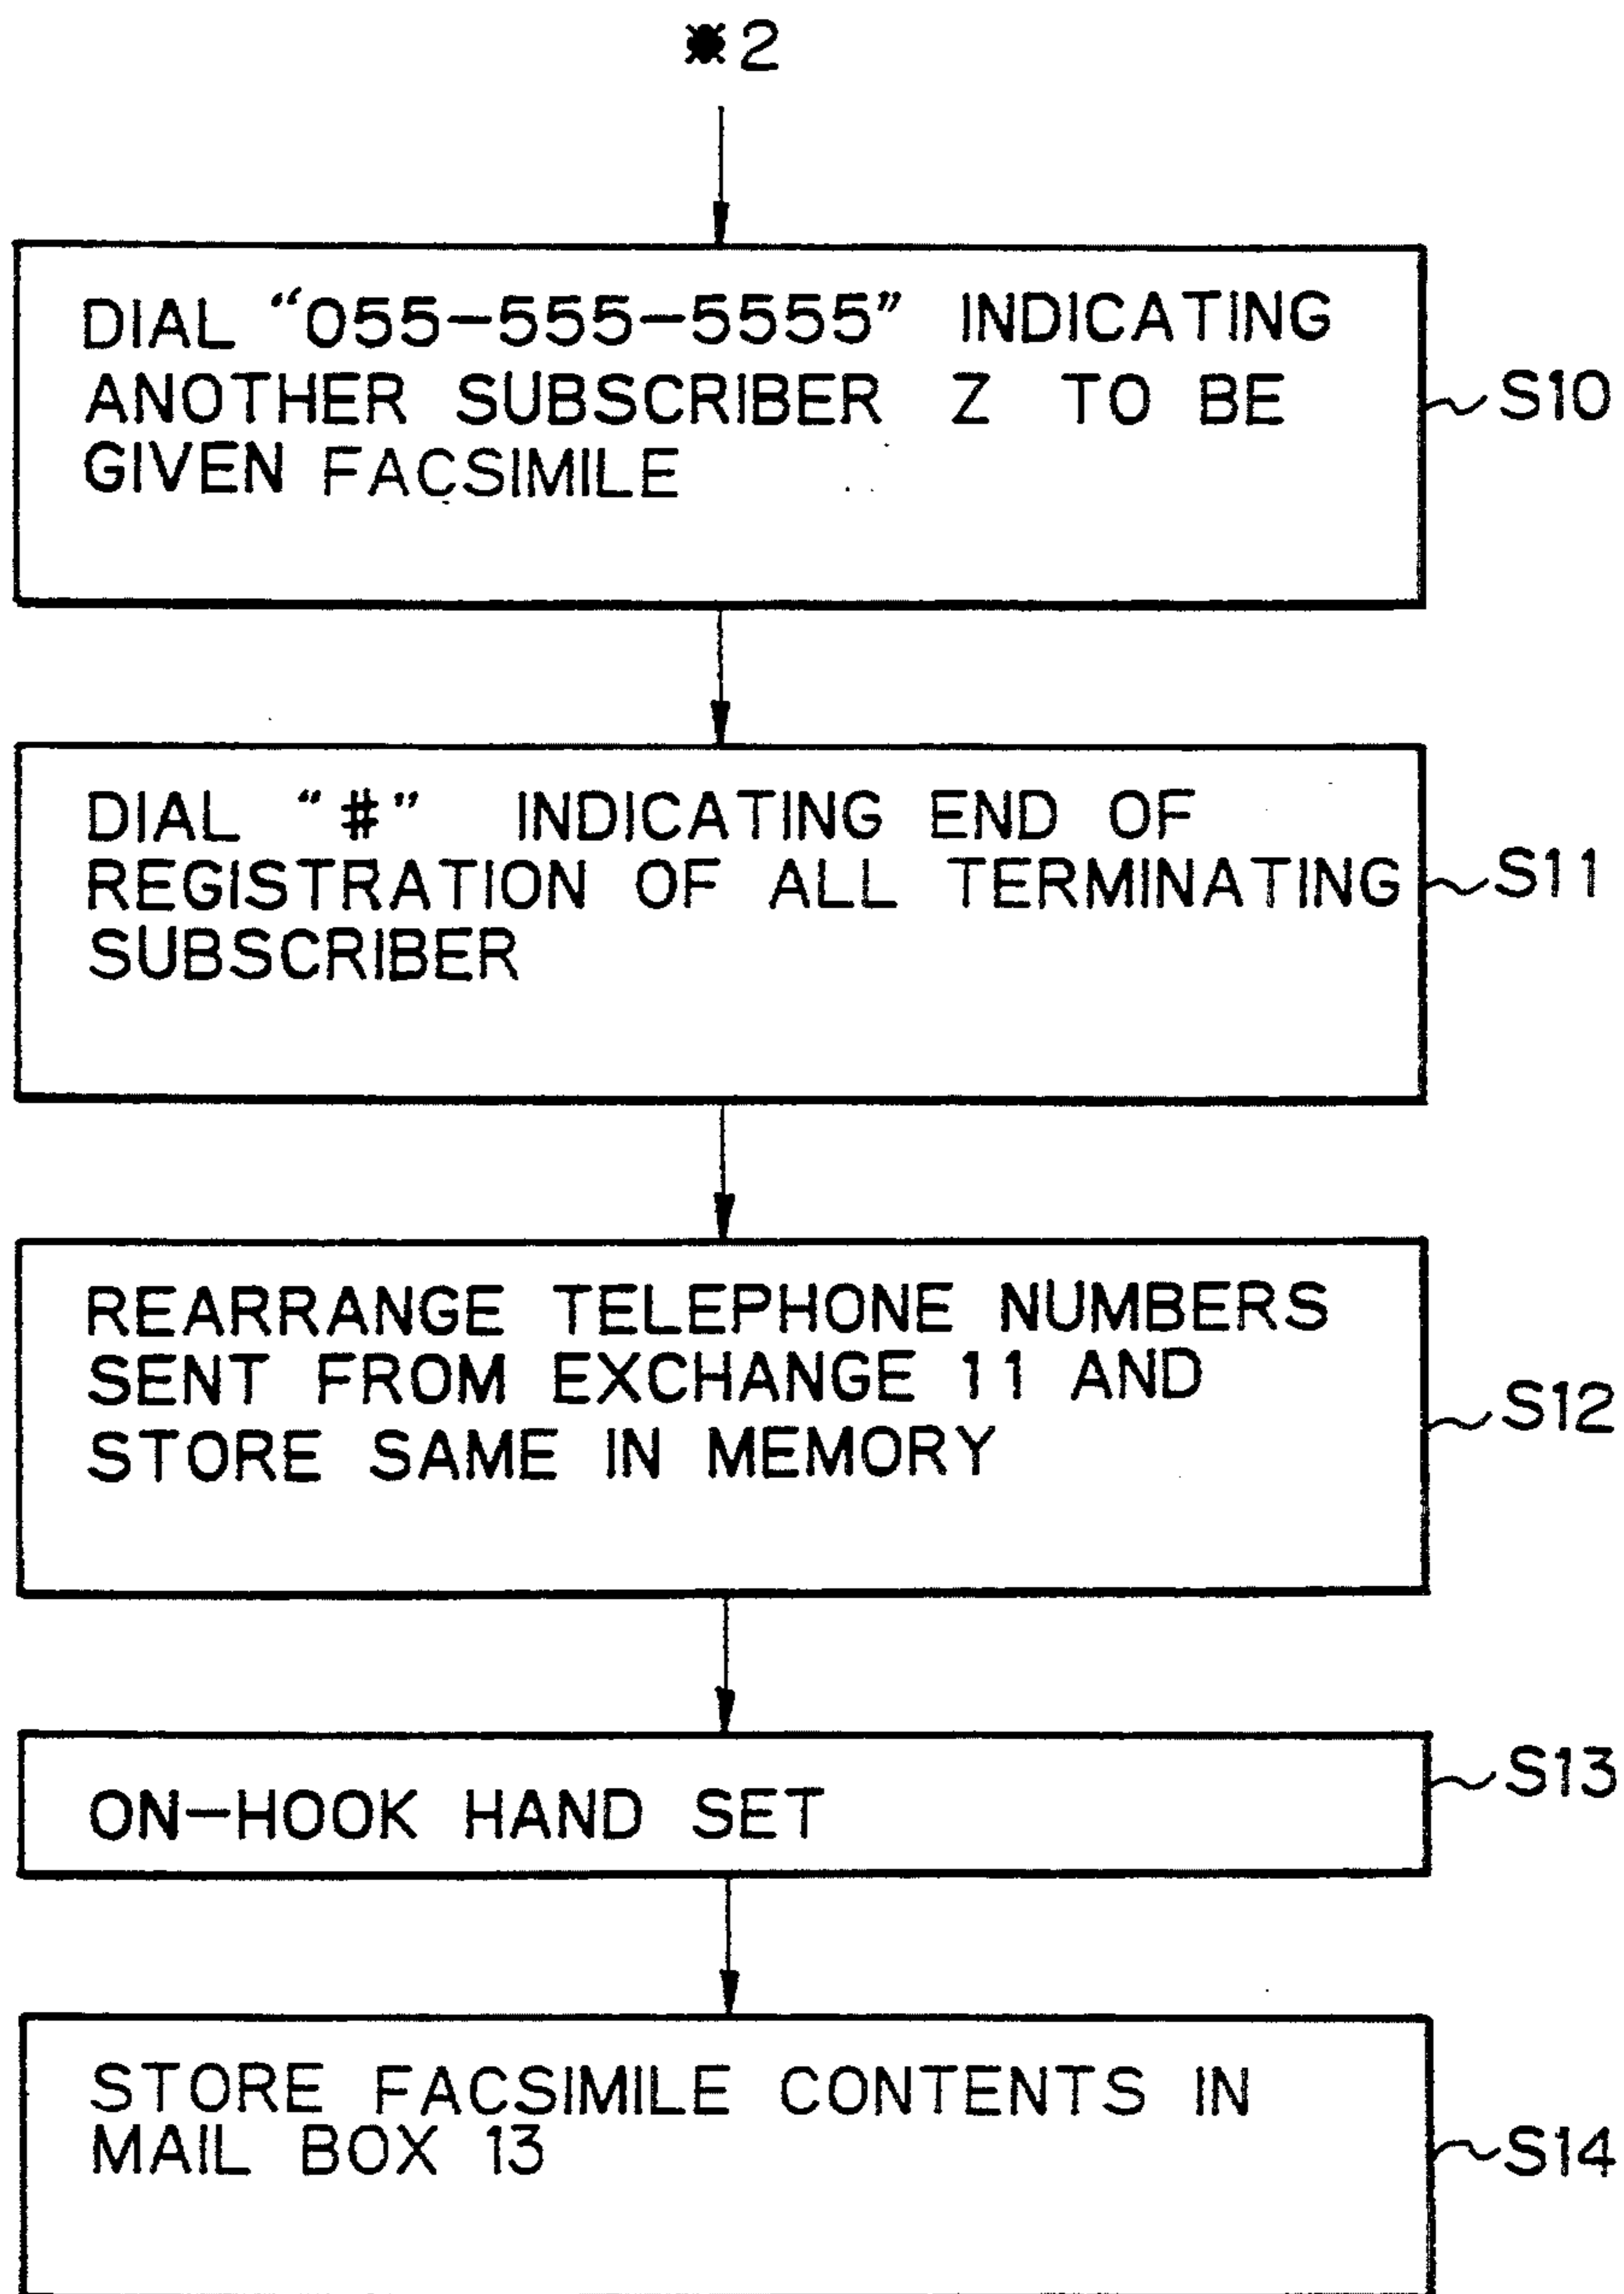 ※2
DIAL “055-555-5555” INDICATING
ANOTHER SUBSCRIBER Z TO BE
GIVEN FACSIMILE
S10
DIAL “#” INDICATING END OF
REGISTRATION OF ALL TERMINATING
SUBSCRIBER
S11
REARRANGE TELEPHONE NUMBERS
SENT FROM EXCHANGE 11 AND
STORE SAME IN MEMORY
S12
ON-HOOK HAND SET
S13
STORE FACSIMILE CONTENTS IN
MAIL BOX 13
S14